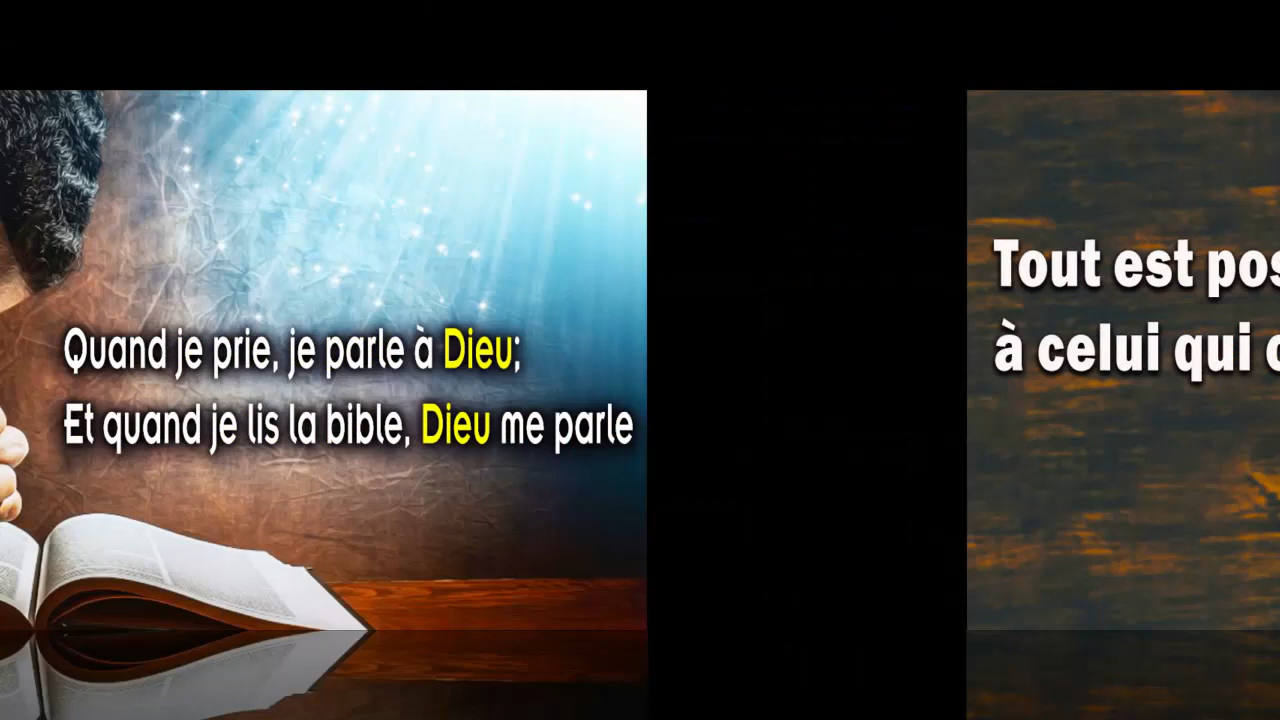 Quand je prie, je parle à Dieu;
Et quand je lis la bible, Dieu me parle
Tout est
à celui qui